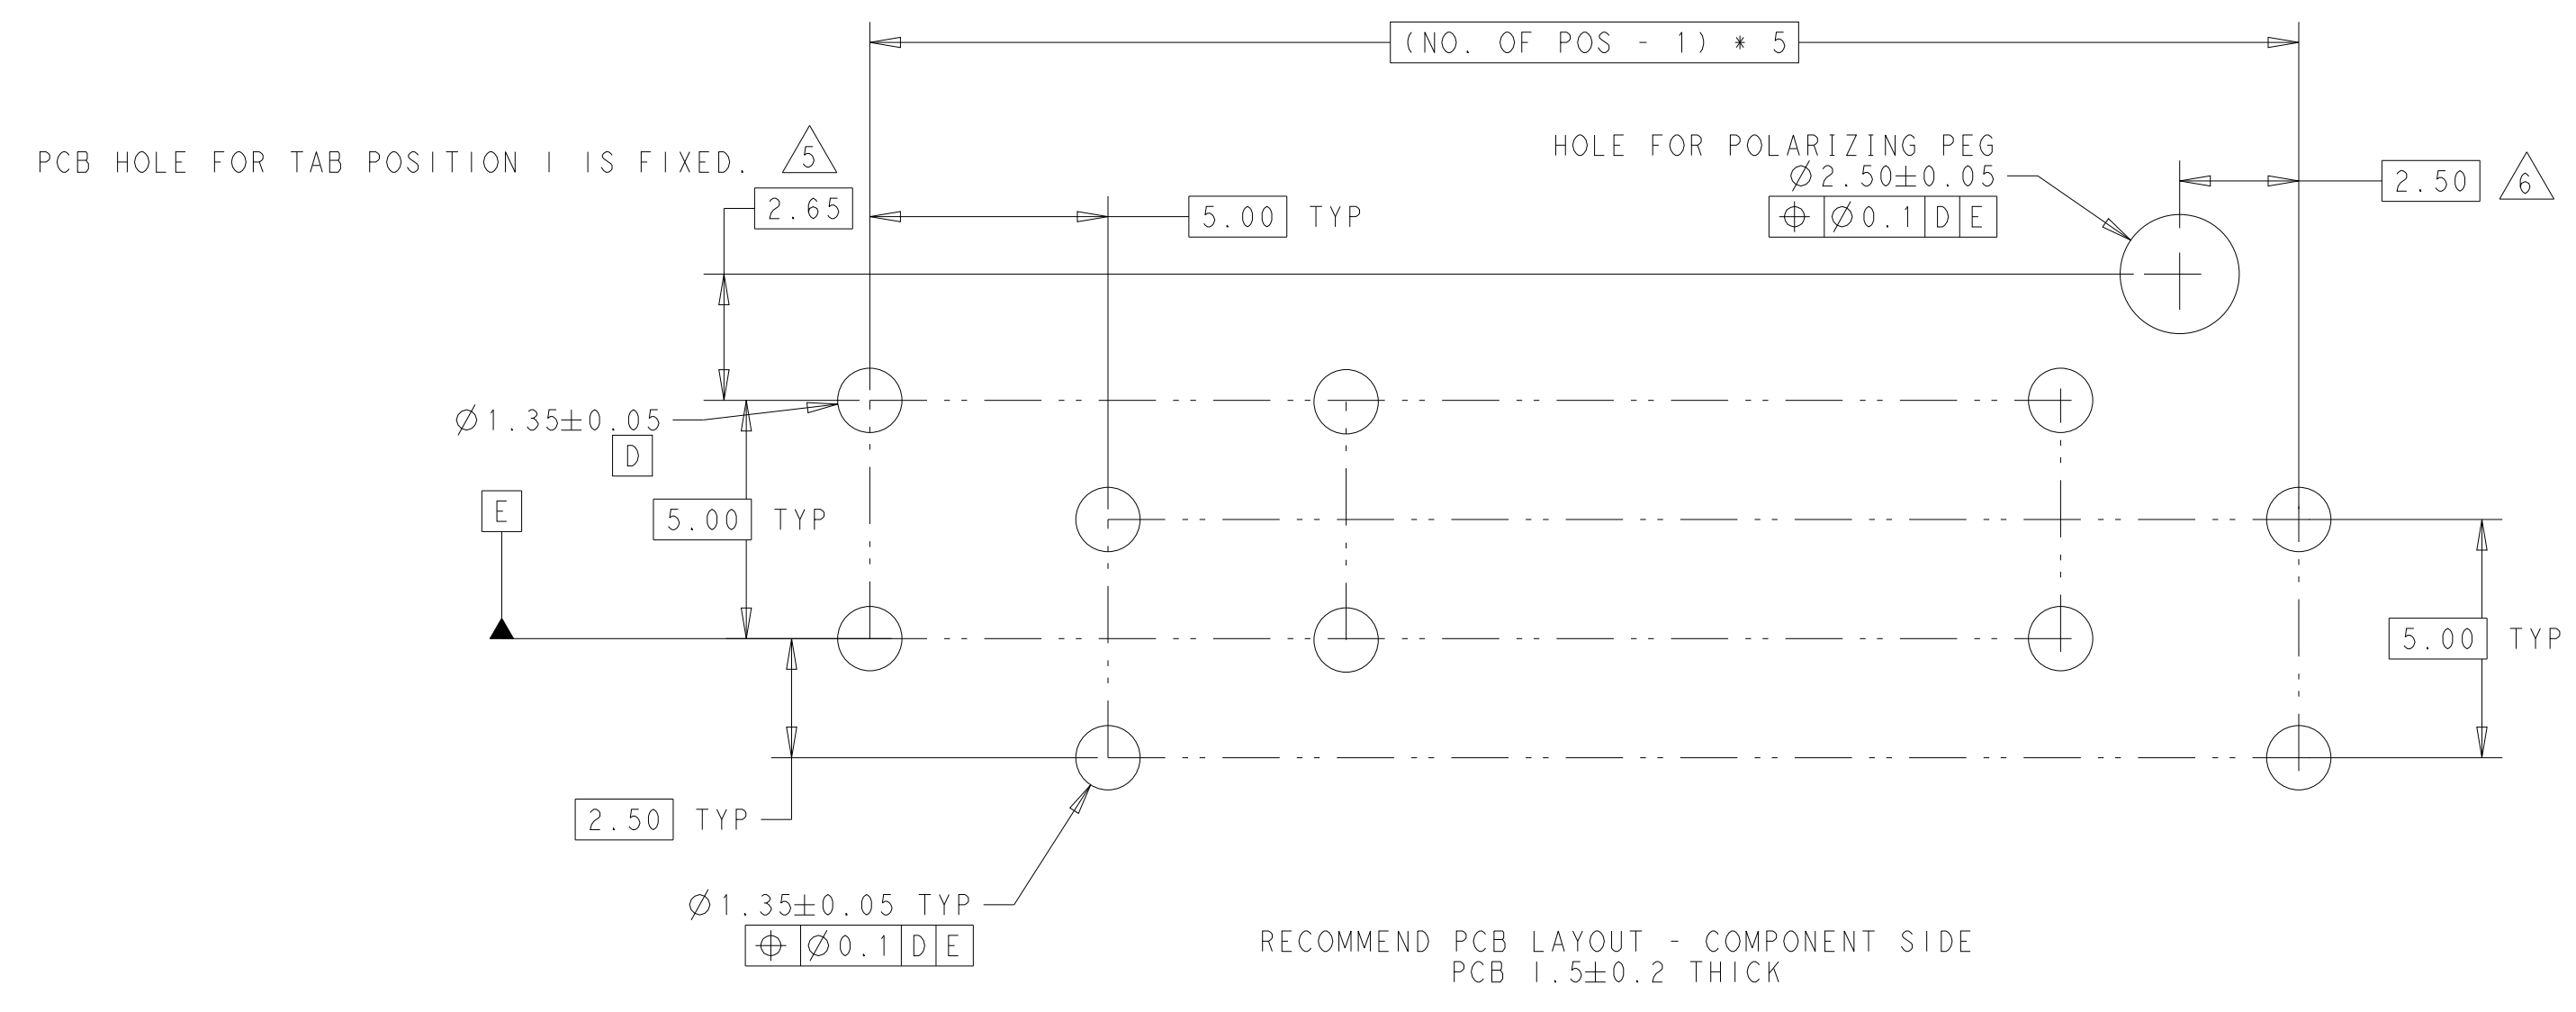 (NO. OF POS - 1) * 5
HOLE FOR POLARIZING PEG
PCB HOLE FOR TAB POSITION 1 IS FIXED. 5
Ø2.50±0.05
2.50 6
2.65
5.00 TYP
⌖ Ø0.1 D E
Ø1.35±0.05
D
E
5.00 TYP
5.00 TYP
2.50 TYP
Ø1.35±0.05 TYP
⌖ Ø0.1 D E
RECOMMEND PCB LAYOUT - COMPONENT SIDE
PCB 1.5±0.2 THICK